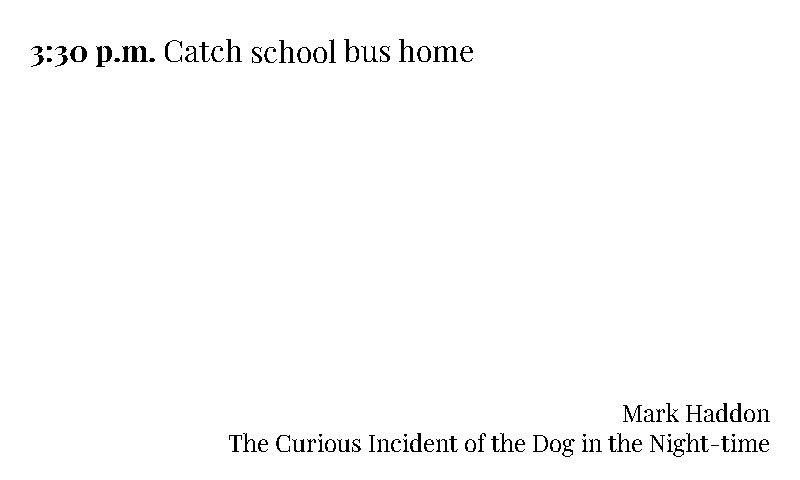 3:30 p.m. Catch school bus home
Mark Haddon
The Curious Incident of the Dog in the Night-time